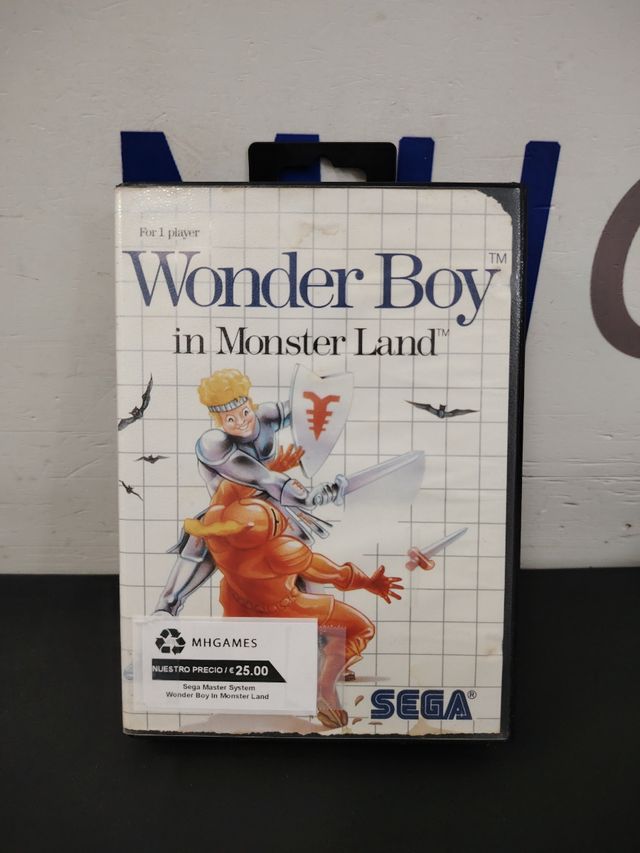 For 1 player
Wonder Boy™
in Monster Land™
MHGAMES
NUESTRO PRECIO / € 25.00
Sega Master System
Wonder Boy In Monster Land
SEGA®